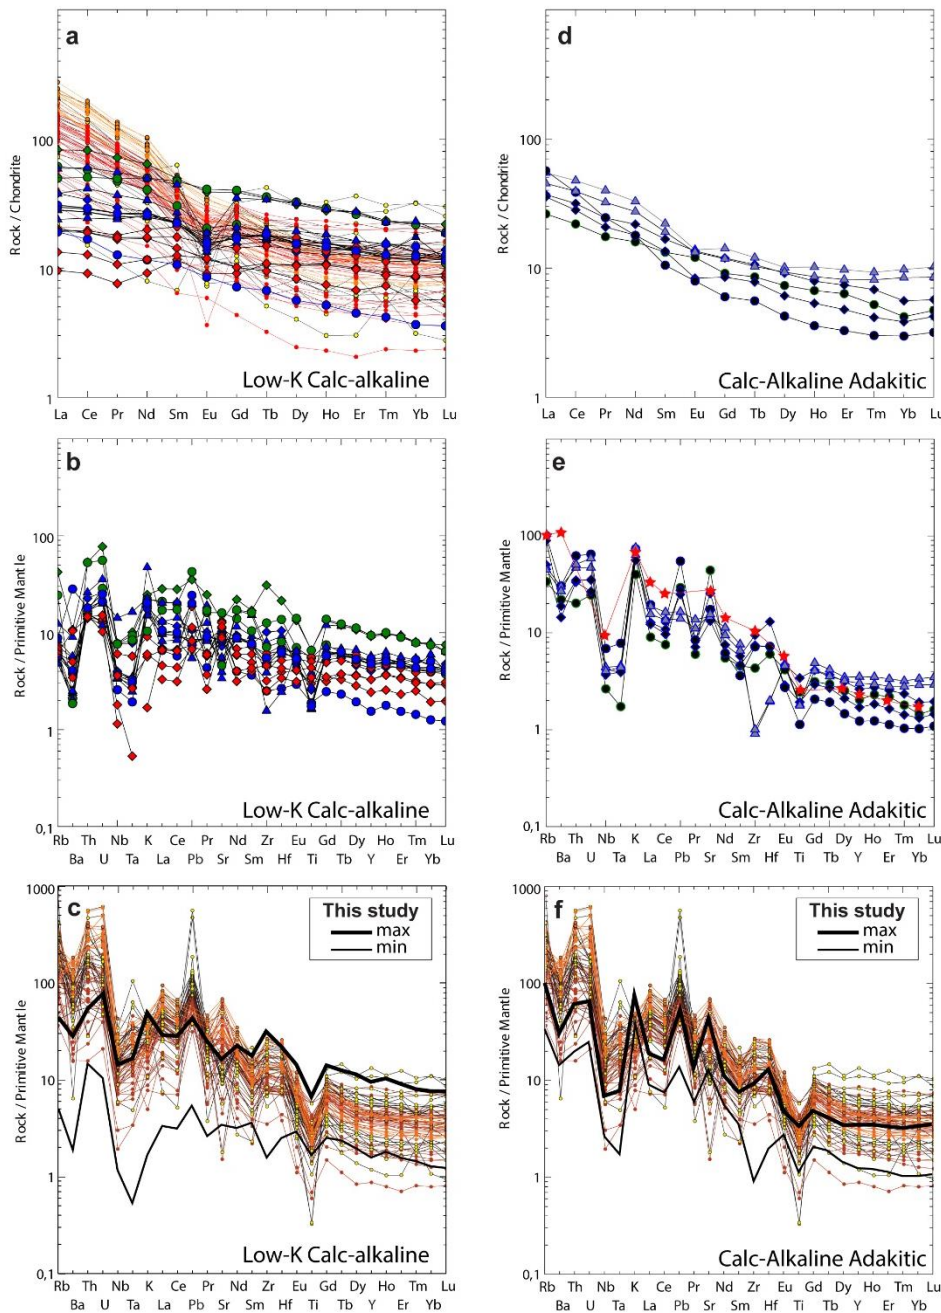 a
Rock / Chondrite
100
10
1
Low-K Calc-alkaline
La Ce Pr Nd Sm Eu Gd Tb Dy Ho Er Tm Yb Lu
d
Rock / Chondrite
100
10
1
Calc-Alkaline Adakitic
La Ce Pr Nd Sm Eu Gd Tb Dy Ho Er Tm Yb Lu
b
Rock / Primitive Mantle
100
10
1
0,1
Low-K Calc-alkaline
Rb Th Nb K Ce Pr Nd Zr Eu Gd Dy Ho Tm Lu
Ba U Ta La Pb Sr Sm Hf Ti Tb Y Er Yb
e
Rock / Primitive Mantle
100
10
1
0,1
Calc-Alkaline Adakitic
Rb Th Nb K Ce Pr Nd Zr Eu Gd Dy Ho Tm Lu
Ba U Ta La Pb Sr Sm Hf Ti Tb Y Er Yb
c
This study
max
min
Rock / Primitive Mantle
1000
100
10
1
0,1
Low-K Calc-alkaline
Rb Th Nb K Ce Pr Nd Zr Eu Gd Dy Ho Tm Lu
Ba U Ta La Pb Sr Sm Hf Ti Tb Y Er Yb
f
This study
max
min
Rock / Primitive Mantle
1000
100
10
1
0,1
Calc-Alkaline Adakitic
Rb Th Nb K Ce Pr Nd Zr Eu Gd Dy Ho Tm Lu
Ba U Ta La Pb Sr Sm Hf Ti Tb Y Er Yb